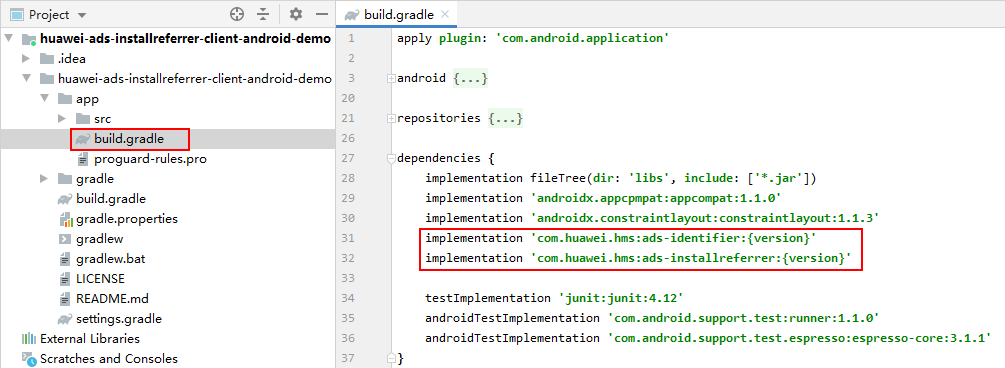 Project
huawei-ads-installreferrer-client-android-demo
.idea
huawei-ads-installreferrer-client-android-demo
app
src
build.gradle
proguard-rules.pro
gradle
build.gradle
gradle.properties
gradlew
gradlew.bat
LICENSE
README.md
settings.gradle
External Libraries
Scratches and Consoles
build.gradle
1 apply plugin: 'com.android.application'
2
3 android {...}
20
21 repositories {...}
26
27 dependencies {
28 implementation fileTree(dir: 'libs', include: ['*.jar'])
29 implementation 'androidx.appcpmpat:appcompat:1.1.0'
30 implementation 'androidx.constraintlayout:constraintlayout:1.1.3'
31 implementation 'com.huawei.hms:ads-identifier:{version}'
32 implementation 'com.huawei.hms:ads-installreferrer:{version}'
33
34 testImplementation 'junit:junit:4.12'
35 androidTestImplementation 'com.android.support.test:runner:1.1.0'
36 androidTestImplementation 'com.android.support.test.espresso:espresso-core:3.1.1'
37 }